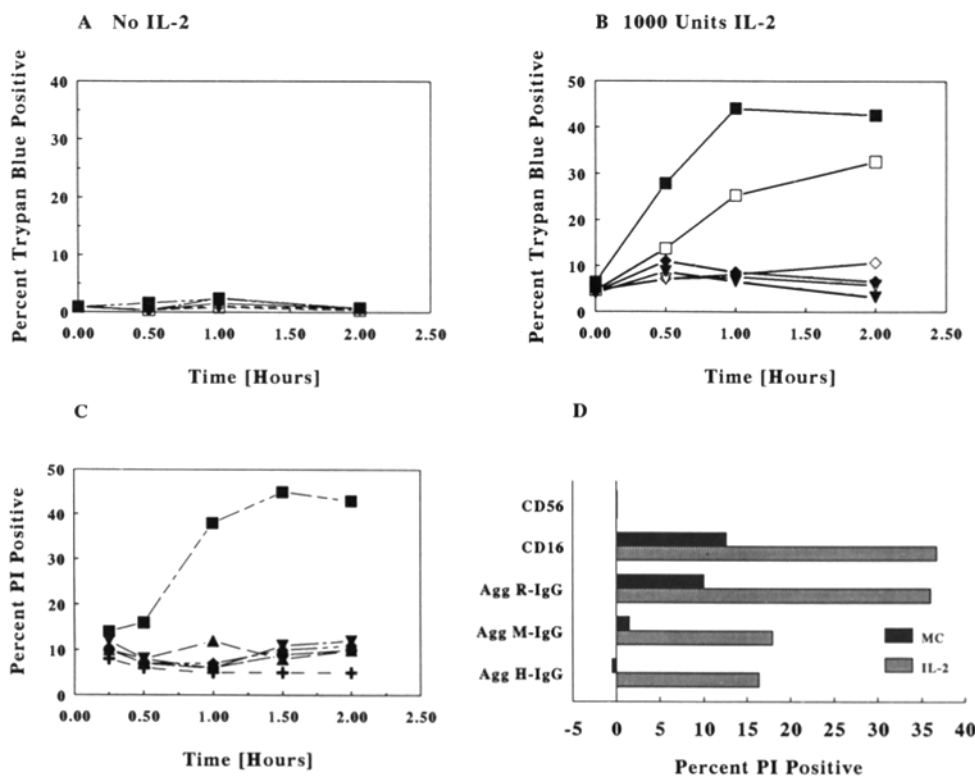 A No IL-2
Percent Trypan Blue Positive
40
30
20
10
0
0.00 0.50 1.00 1.50 2.00 2.50
Time [Hours]
B 1000 Units IL-2
Percent Trypan Blue Positive
50
40
30
20
10
0
0.00 0.50 1.00 1.50 2.00 2.50
Time [Hours]
C
Percent PI Positive
50
40
30
20
10
0
0.00 0.50 1.00 1.50 2.00 2.50
Time [Hours]
D
CD56
CD16
Agg R-IgG
Agg M-IgG
Agg H-IgG
MC
IL-2
-5 0 5 10 15 20 25 30 35 40
Percent PI Positive